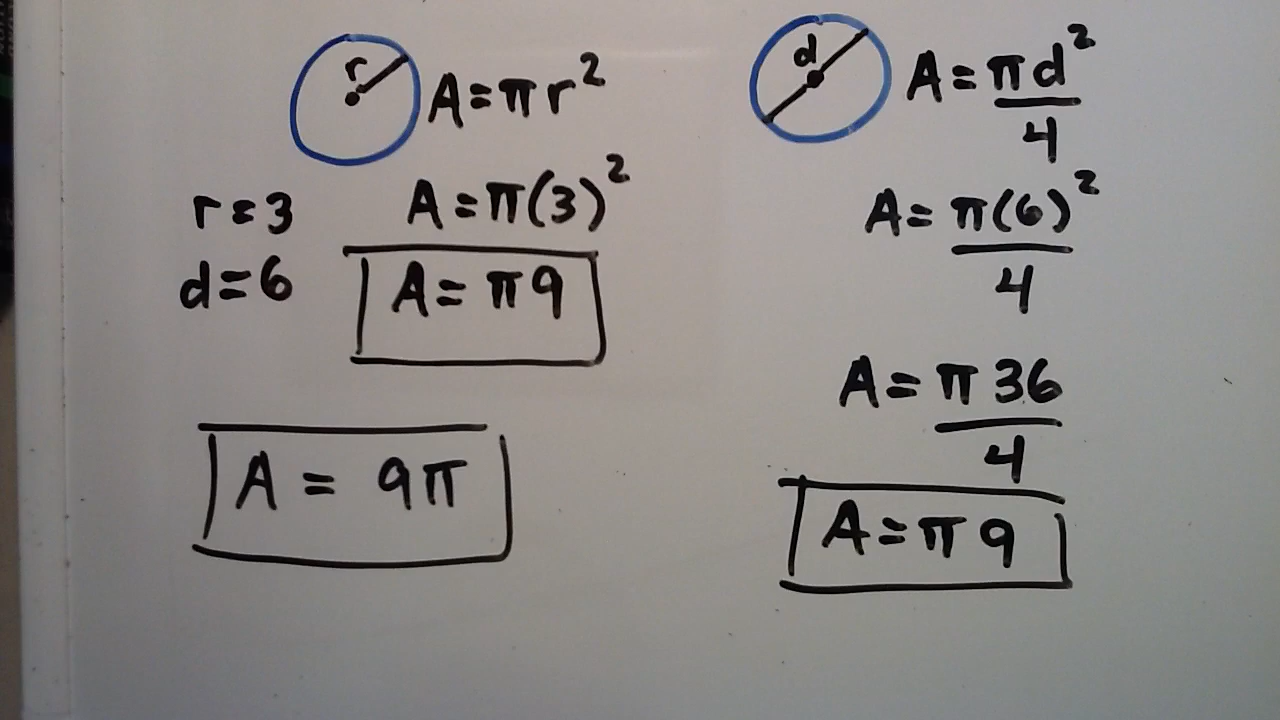 r
A = πr²
r = 3
d = 6
A = π(3)²
A = π9
A = 9π
d
A = πd²/4
A = π(6)²/4
A = π36/4
A = π9